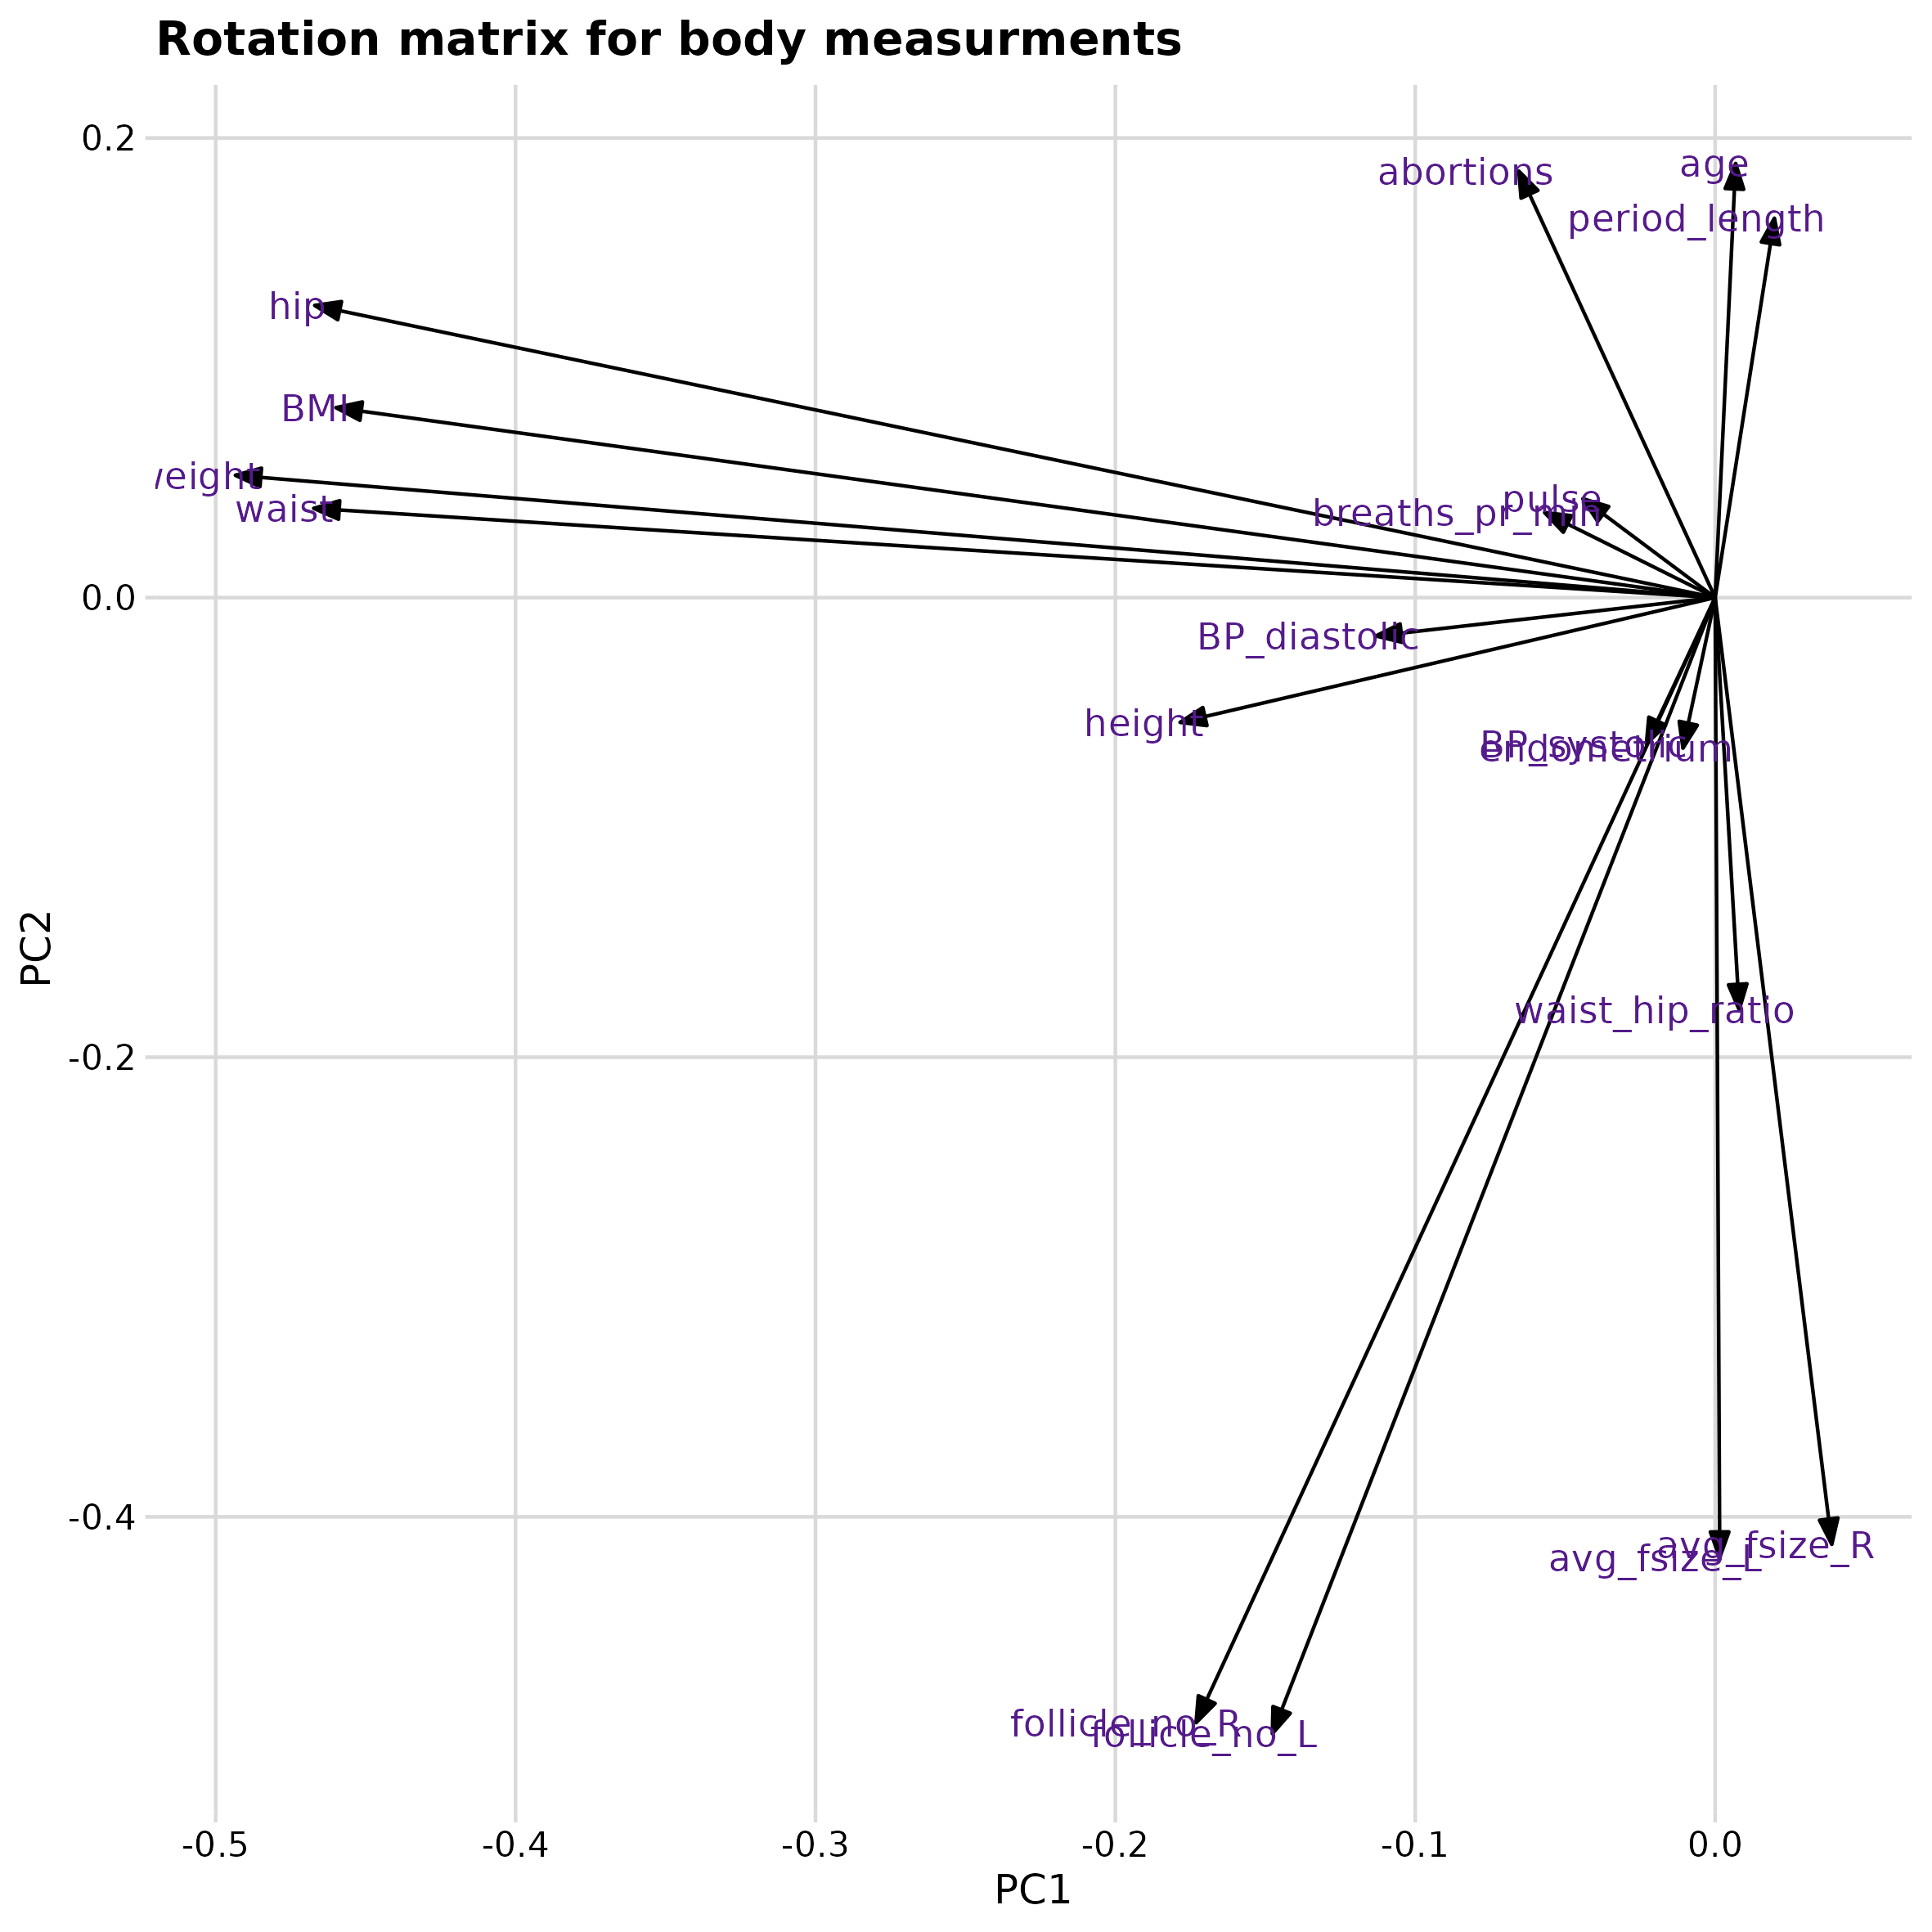 Rotation matrix for body measurments
0.2
abortions
age
period_length
hip
BMI
weight
waist
pulse
breaths_pr_min
0.0
BP_diastolic
height
BP_systolic
endometrium
PC2
waist_hip_ratio
-0.2
-0.4
avg_fsize_R
avg_fsize_L
follicle_no_R
follicle_no_L
-0.5 -0.4 -0.3 -0.2 -0.1 0.0
PC1